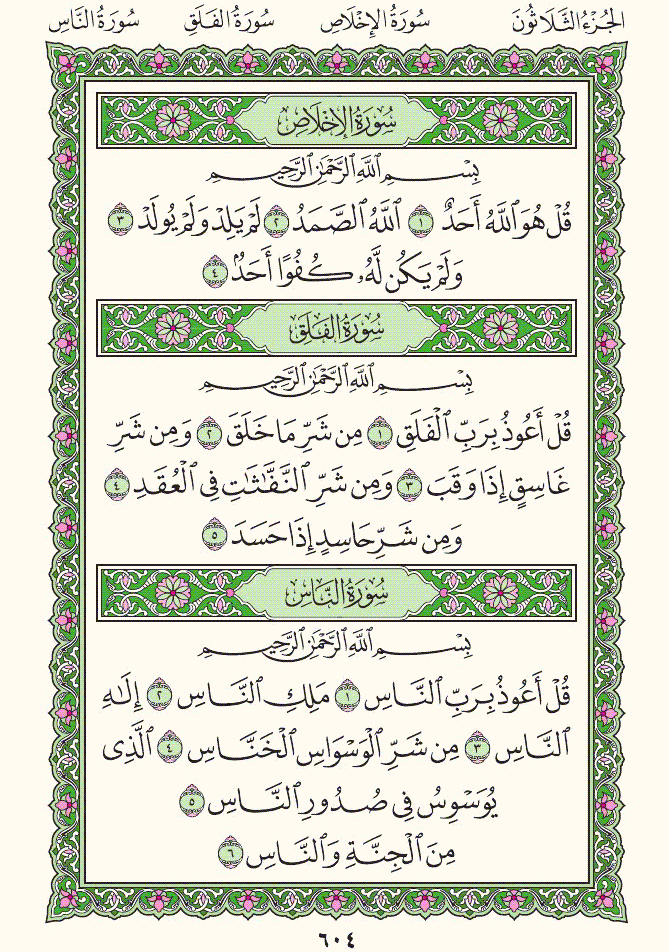 الجُزْءُ الثَّلَاثُونَ سُورَةُ الإِخْلَاصِ سُورَةُ الفَلَقِ سُورَةُ النَّاسِ
سُورَةُ الإِخْلَاصِ
بِسْمِ ٱللَّهِ ٱلرَّحْمَٰنِ ٱلرَّحِيمِ
قُلْ هُوَ ٱللَّهُ أَحَدٌ ١ ٱللَّهُ ٱلصَّمَدُ ٢ لَمْ يَلِدْ وَلَمْ يُولَدْ ٣
وَلَمْ يَكُن لَّهُۥ كُفُوًا أَحَدٌۢ ٤
سُورَةُ الفَلَقِ
بِسْمِ ٱللَّهِ ٱلرَّحْمَٰنِ ٱلرَّحِيمِ
قُلْ أَعُوذُ بِرَبِّ ٱلْفَلَقِ ١ مِن شَرِّ مَا خَلَقَ ٢ وَمِن شَرِّ
غَاسِقٍ إِذَا وَقَبَ ٣ وَمِن شَرِّ ٱلنَّفَّٰثَٰتِ فِي ٱلْعُقَدِ ٤
وَمِن شَرِّ حَاسِدٍ إِذَا حَسَدَ ٥
سُورَةُ النَّاسِ
بِسْمِ ٱللَّهِ ٱلرَّحْمَٰنِ ٱلرَّحِيمِ
قُلْ أَعُوذُ بِرَبِّ ٱلنَّاسِ ١ مَلِكِ ٱلنَّاسِ ٢ إِلَٰهِ
ٱلنَّاسِ ٣ مِن شَرِّ ٱلْوَسْوَاسِ ٱلْخَنَّاسِ ٤ ٱلَّذِي
يُوَسْوِسُ فِي صُدُورِ ٱلنَّاسِ ٥
مِنَ ٱلْجِنَّةِ وَٱلنَّاسِ ٦
٦٠٤